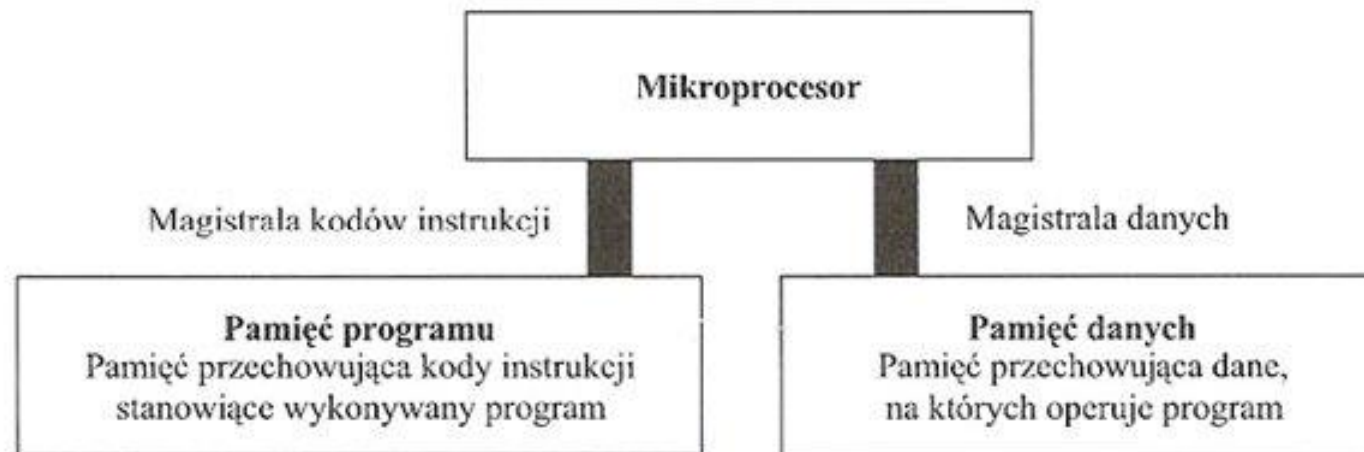 Mikroprocesor
Magistrala kodów instrukcji
Magistrala danych
Pamięć programu
Pamięć przechowująca kody instrukcji
stanowiące wykonywany program
Pamięć danych
Pamięć przechowująca dane,
na których operuje program